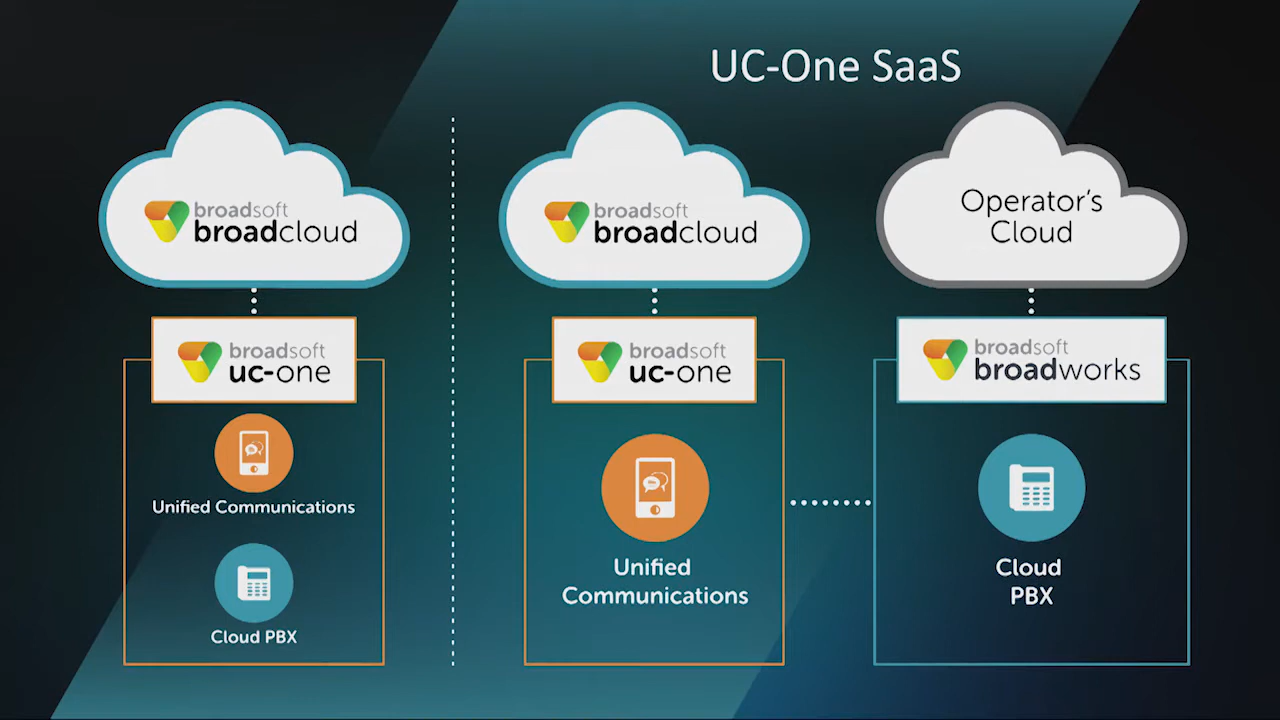 UC-One SaaS
broadsoft
broadcloud
broadsoft
uc-one
Unified Communications
Cloud PBX
broadsoft
broadcloud
broadsoft
uc-one
Unified
Communications
Operator's
Cloud
broadsoft
broadworks
Cloud
PBX